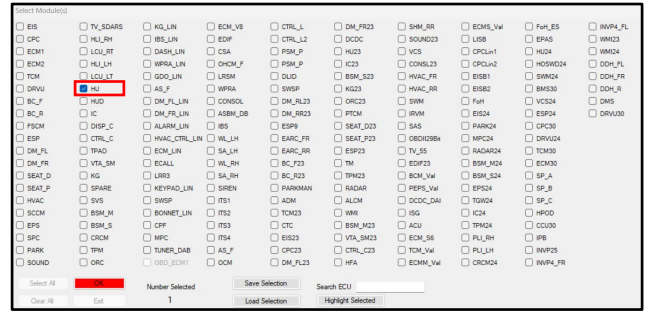 Select Module(s)
EIS TV_SDARS KG_LIN ECM_V8 CTRL_L DM_FR23 SHM_RR ECMS_Val FoH_ES INVP4_FL
CPC HLI_RH IBS_LIN EDIF CTRL_L2 DCDC SOUND23 LISB EPAS WMI23
ECM1 LCU_RT DASH_LIN CSA PSM_P HU23 VCS CPCLin1 HU24 WMI24
ECM2 HLI_LH WPRA_LIN OHCM_F PSM_P IC23 CONSL23 CPCLin2 HOSWD24 DDH_FL
TCM LCU_LT GDO_LIN LRSM DLID BSM_S23 HVAC_FR EISB1 SWM24 DDH_FR
DRVU HU AS_F WPRA SWSP KG23 HVAC_RR EISB2 BMS30 DDH_R
BC_F HUD DM_FL_LIN CONSOL DM_RL23 ORC23 SWM FoH VCS24 DMS
BC_R IC DM_FR_LIN ASBM_DB DM_RR23 PTCM IRVM EIS24 ESP24 DRVU30
FSCM DISP_C ALARM_LIN IBS ESP9 SEAT_D23 SAS PARK24 CPC30
ESP CTRL_C HVAC_CTRL_LIN WL_LH EARC_FR SEAT_P23 OBDII29Bs MPC24 DRVU24
DM_FL TPAD ECM_LIN SA_LH EARC_RR ESP23 TV_55 RADAR24 TCM30
DM_FR VTA_SM ECALL WL_RH BC_F23 TM EDIF23 BSM_M24 ECM30
SEAT_D KG LRR3 SA_RH BC_R23 TPM23 BCM_Val BSM_S24 SP_A
SEAT_P SPARE KEYPAD_LIN SIREN PARKMAN RADAR PEPS_Val EPS24 SP_B
HVAC SVS SWSP ITS1 ADM ALCM DCDC_DAI TGW24 SP_C
SCCM BSM_M BONNET_LIN ITS2 TCM23 WMI ISG IC24 HPOD
EPS BSM_S CPF ITS3 CTC BSM_M23 ACU TPM24 CCU30
SPC CRCM MPC ITS4 EIS23 VTA_SM23 ECM_S6 PLI_RH IPB
PARK TPM TUNER_DAB AS_F CPC23 CTRL_C23 TCM_Val PLI_LH INVP25
SOUND ORC OBD_ECM1 OCM DM_FL23 HFA ECMM_Val CRCM24 INVP4_FR
Select All OK Number Selected Save Selection Search ECU
Clear All Exit 1 Load Selection Highlight Selected